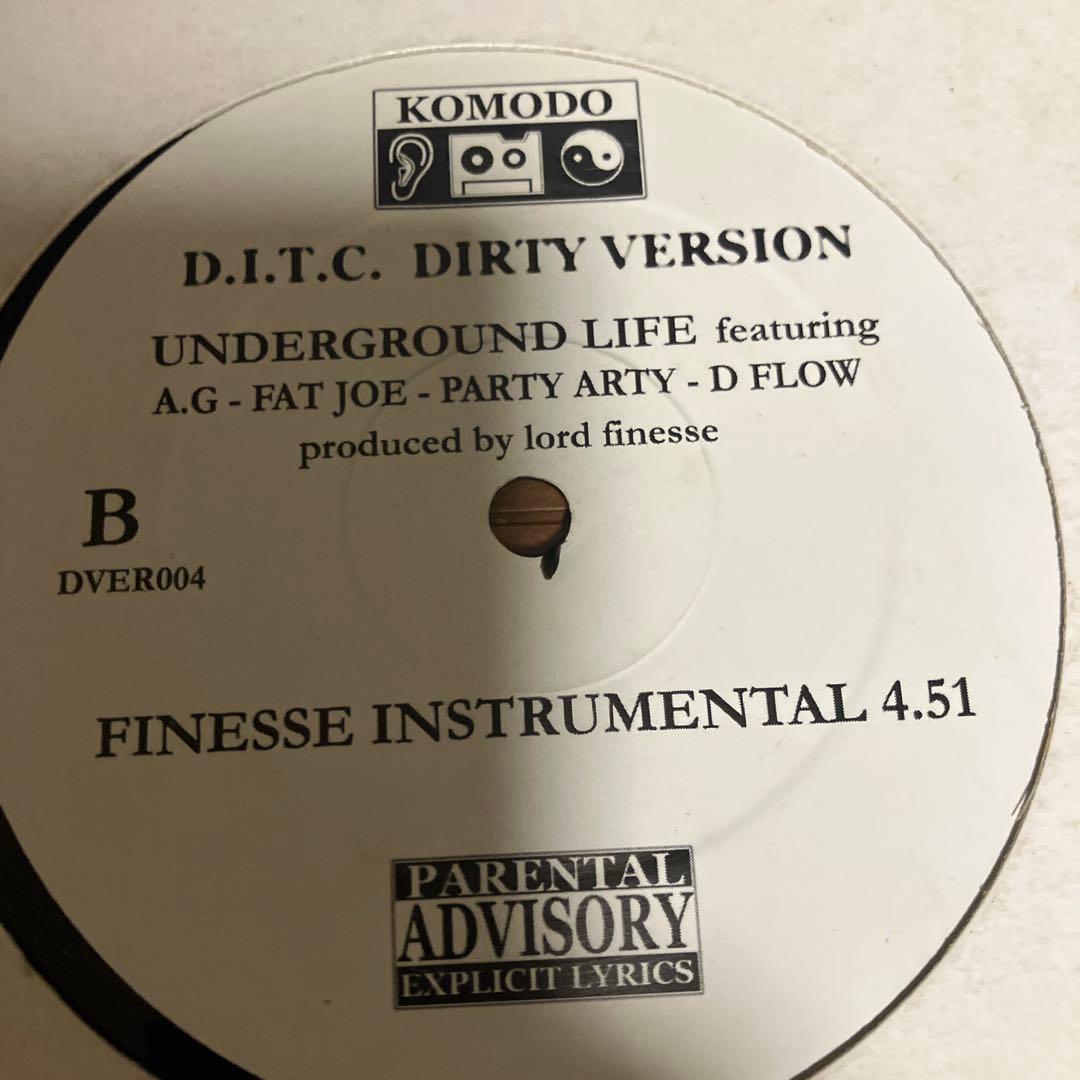 KOMODO
D.I.T.C. DIRTY VERSION
UNDERGROUND LIFE featuring
A.G - FAT JOE - PARTY ARTY - D FLOW
produced by lord finesse
B
DVER004
FINESSE INSTRUMENTAL 4.51
PARENTAL
ADVISORY
EXPLICIT LYRICS